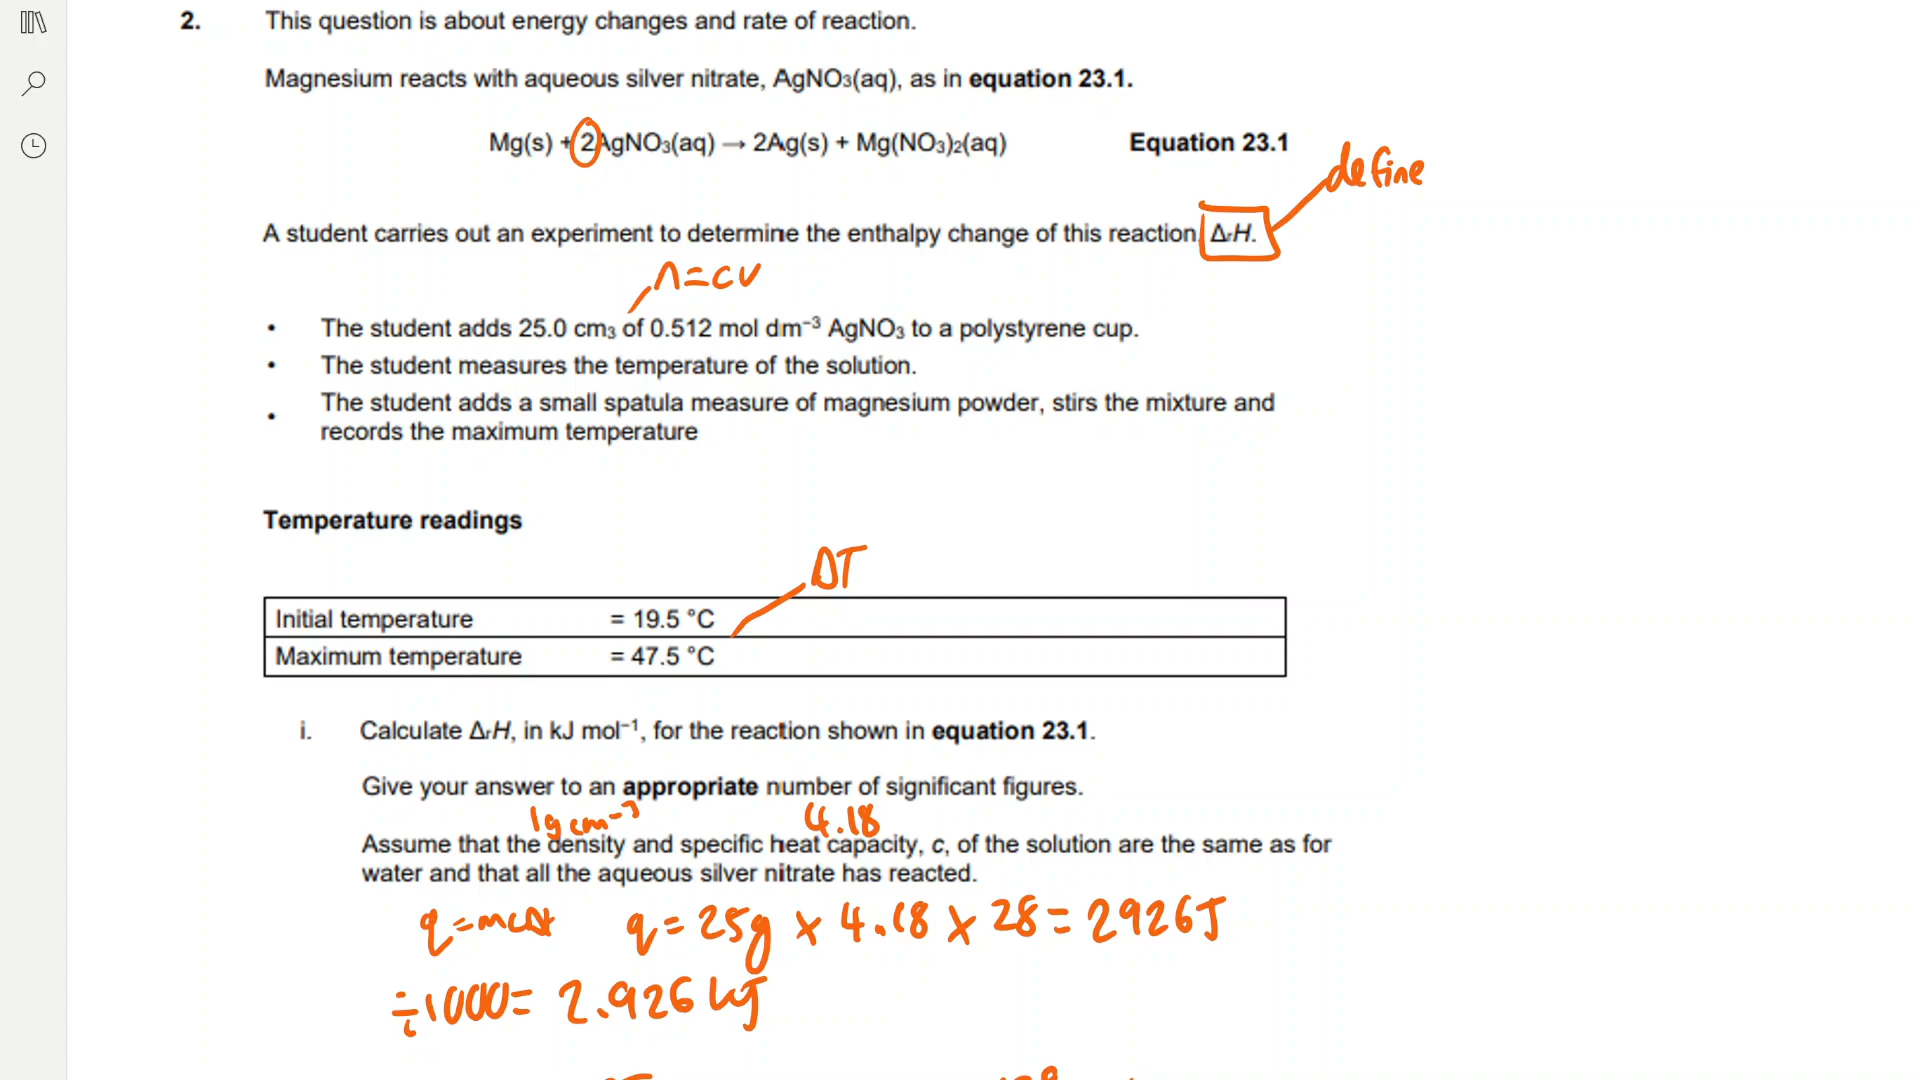 2. This question is about energy changes and rate of reaction.
Magnesium reacts with aqueous silver nitrate, AgNO₃(aq), as in equation 23.1.
Mg(s) + 2AgNO₃(aq) → 2Ag(s) + Mg(NO₃)₂(aq) Equation 23.1
define
A student carries out an experiment to determine the enthalpy change of this reaction, ΔrH.
n=cv
• The student adds 25.0 cm₃ of 0.512 mol dm⁻³ AgNO₃ to a polystyrene cup.
• The student measures the temperature of the solution.
• The student adds a small spatula measure of magnesium powder, stirs the mixture and
records the maximum temperature
Temperature readings
ΔT
Initial temperature = 19.5 °C
Maximum temperature = 47.5 °C
i. Calculate ΔrH, in kJ mol⁻¹, for the reaction shown in equation 23.1.
Give your answer to an appropriate number of significant figures.
1g cm⁻³ 4.18
Assume that the density and specific heat capacity, c, of the solution are the same as for
water and that all the aqueous silver nitrate has reacted.
q=mcΔt q=25g × 4.18 × 28= 2926J
÷1000= 2.926 kJ